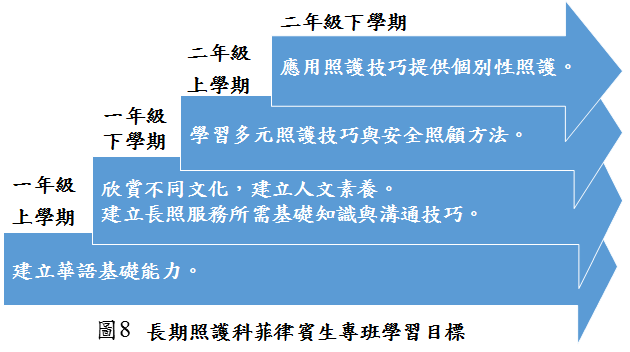 二年級下學期
應用照護技巧提供個別性照護。
二年級
上學期
學習多元照護技巧與安全照顧方法。
一年級
下學期
欣賞不同文化，建立人文素養。
建立長照服務所需基礎知識與溝通技巧。
一年級
上學期
建立華語基礎能力。
圖8 長期照護科菲律賓生專班學習目標